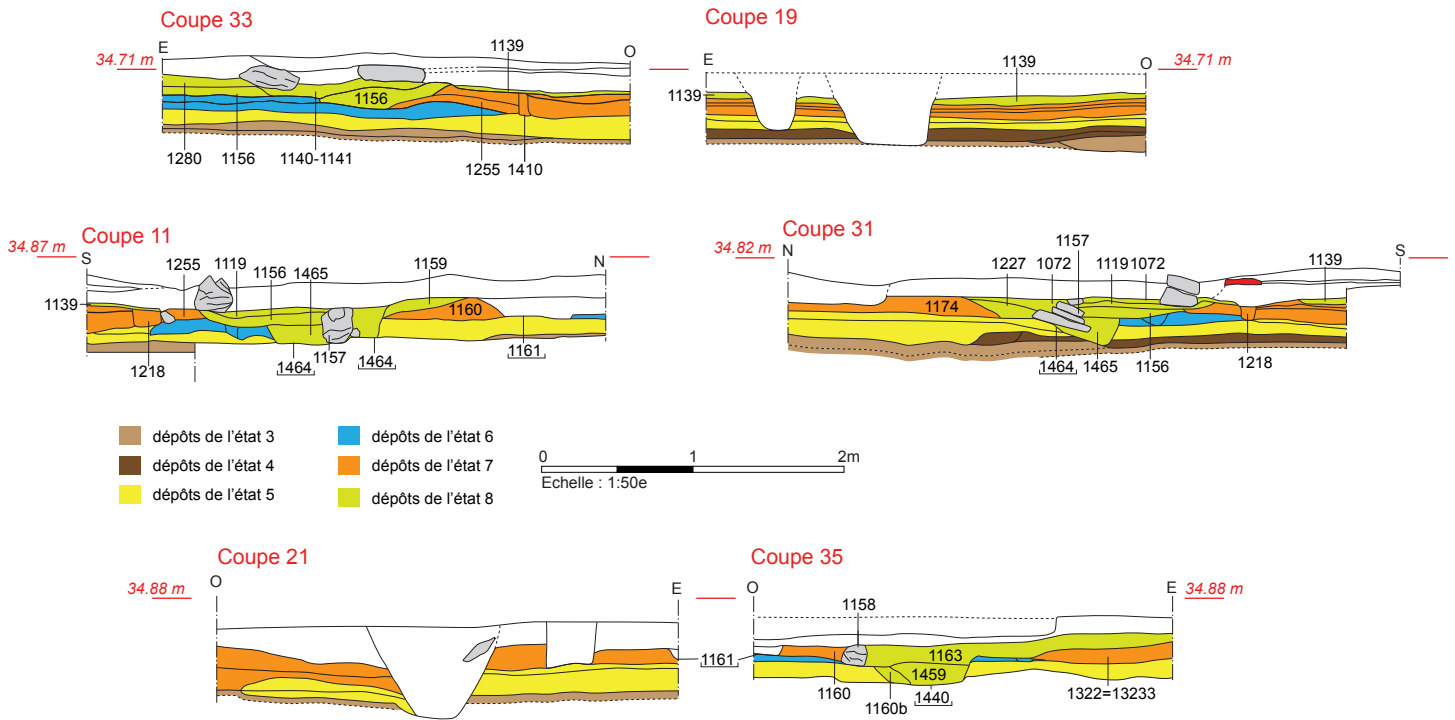 Coupe 33
E
O
34.71 m
1139
1156
1280
1156
1140-1141
1255
1410
Coupe 19
E
O
34.71 m
1139
1139
Coupe 11
34.87 m
S
N
1139
1255
1119
1156
1465
1159
1160
1218
1464
1157
1464
1161
Coupe 31
34.82 m
N
S
1157
1227
1072
1119
1072
1139
1174
1464
1465
1156
1218
dépôts de l'état 3
dépôts de l'état 4
dépôts de l'état 5
dépôts de l'état 6
dépôts de l'état 7
dépôts de l'état 8
0 1 2m
Echelle : 1:50e
Coupe 21
O
E
34.88 m
1161
Coupe 35
O
E
34.88 m
1158
1163
1459
1160
1160b
1440
1322=13233